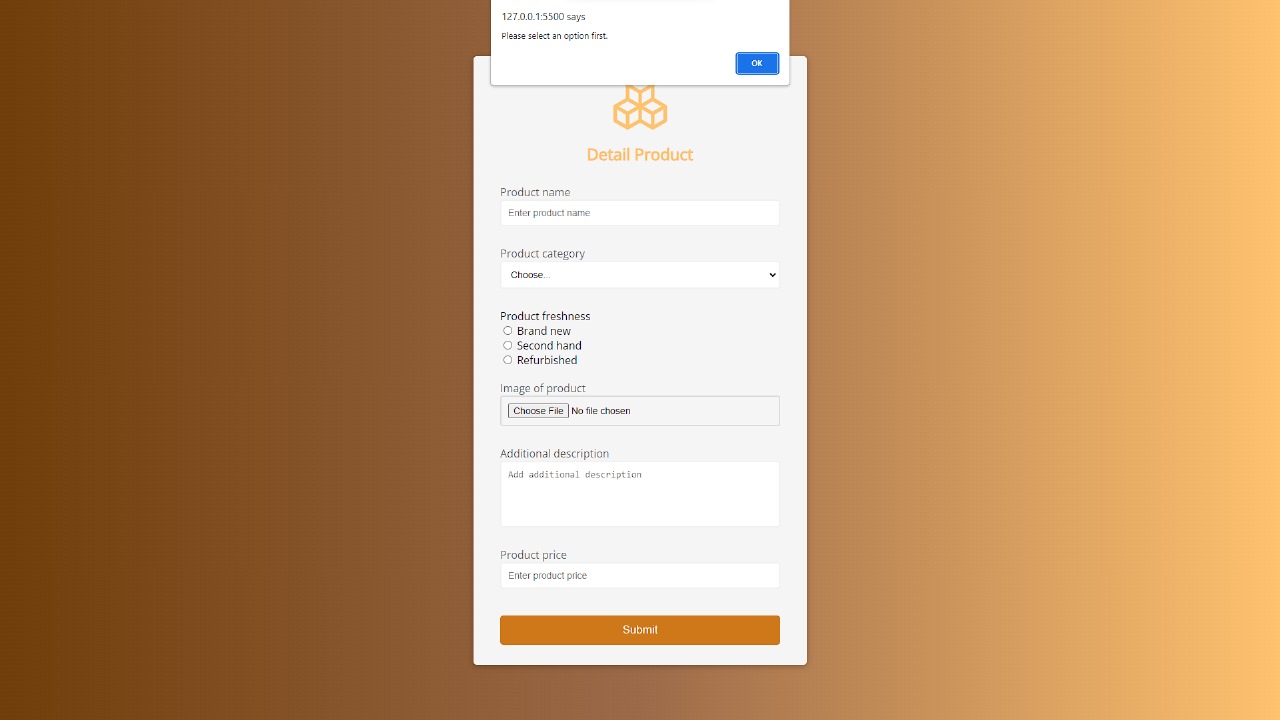 127.0.0.1:5500 says
Please select an option first.
OK
Detail Product
Product name
Enter product name
Product category
Choose...
Product freshness
Brand new
Second hand
Refurbished
Image of product
Choose File No file chosen
Additional description
Add additional description
Product price
Enter product price
Submit